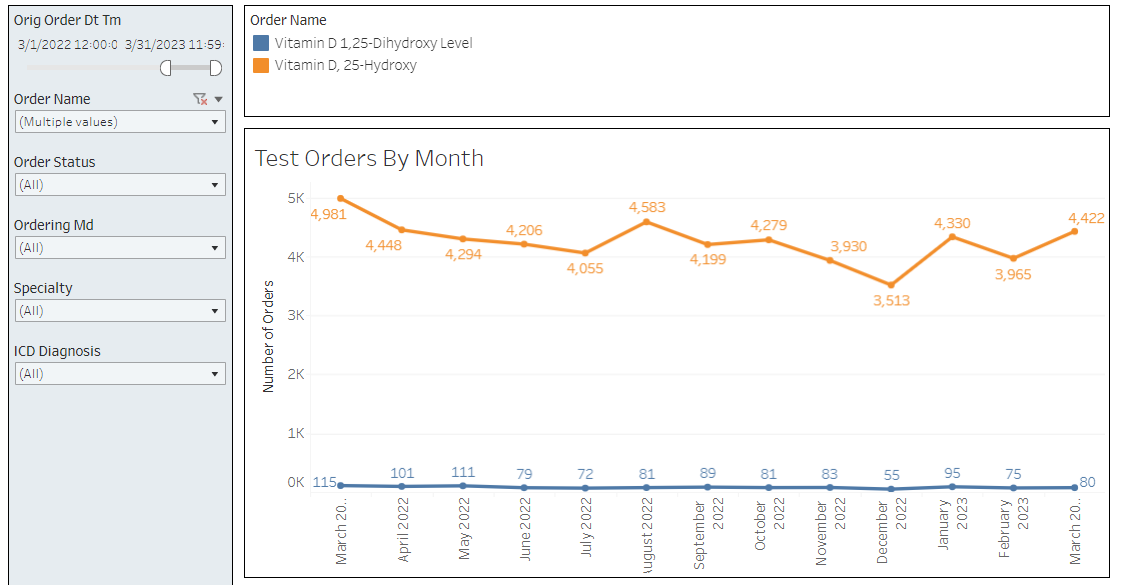 Orig Order Dt Tm
3/1/2022 12:00:0 3/31/2023 11:59:
Order Name
(Multiple values)
Order Status
(All)
Ordering Md
(All)
Specialty
(All)
ICD Diagnosis
(All)
Order Name
Vitamin D 1,25-Dihydroxy Level
Vitamin D, 25-Hydroxy
Test Orders By Month
Number of Orders
5K
4K
3K
2K
1K
0K
4,981
4,448
4,294
4,206
4,055
4,583
4,199
4,279
3,930
3,513
4,330
3,965
4,422
115
101
111
79
72
81
89
81
83
55
95
75
80
March 20..
April 2022
May 2022
June 2022
July 2022
August 2022
September
2022
October
2022
November
2022
December
2022
January
2023
February
2023
March 20..